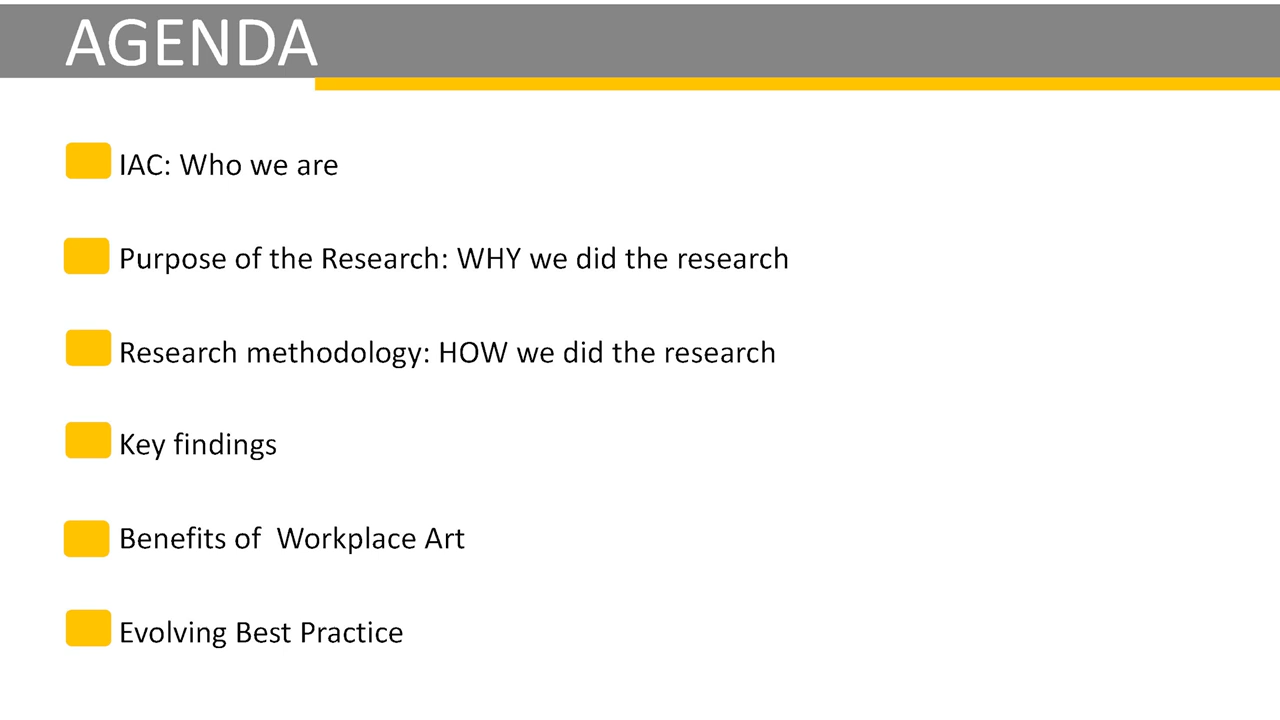 AGENDA
IAC: Who we are
Purpose of the Research: WHY we did the research
Research methodology: HOW we did the research
Key findings
Benefits of  Workplace Art
Evolving Best Practice